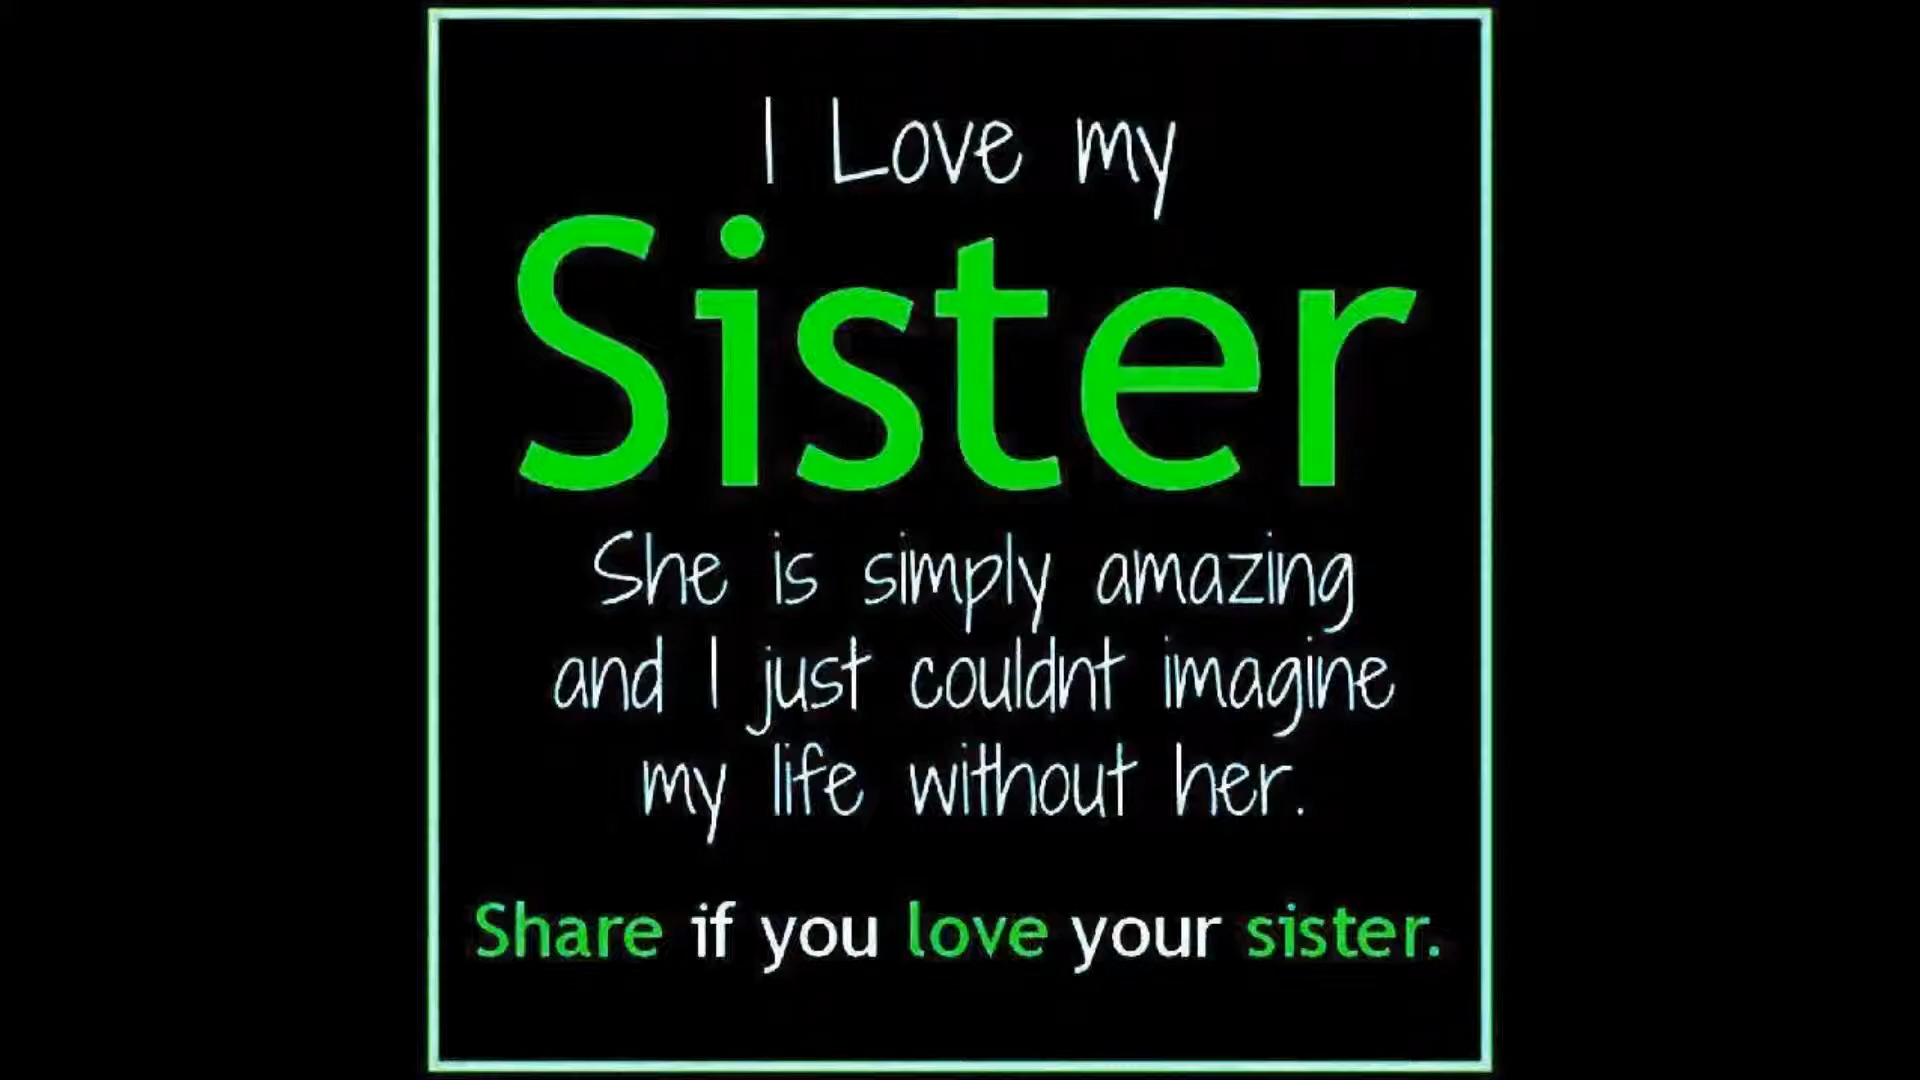 I Love my
Sister
She is simply amazing
and I just couldnt imagine
my life without her.
Share if you love your sister.